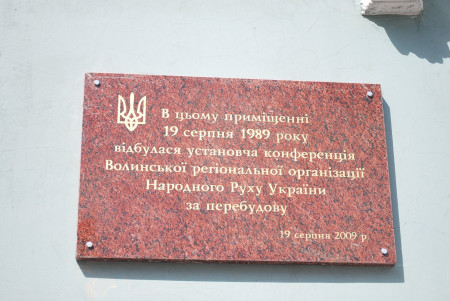 В цьому приміщенні
19 серпня 1989 року
відбулася установча конференція
Волинської регіональної організації
Народного Руху України
за перебудову
19 серпня 2009 р.